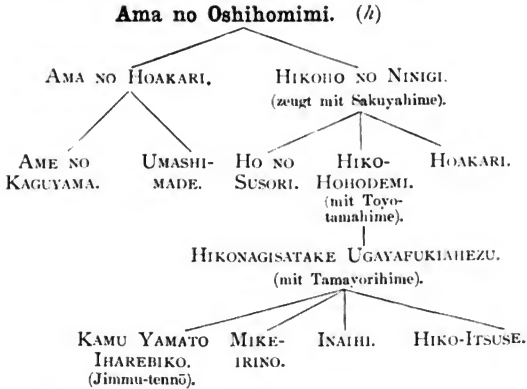 Ama no Oshihomimi. (h)
Ama no Hoakari. Hikoho no Ninigi.
(zeugt mit Sakuyahime).
Ame no Umashi- Ho no Hiko- Hoakari.
Kaguyama. made. Susori. Hohodemi.
(mit Toyo-
tamahime).
Hikonagisatake Ugayafukiahezu.
(mit Tamayorihime).
Kamu Yamato Mike- Inaihi. Hiko-Itsuse.
Iharebiko. irino.
(Jimmu-tennō).